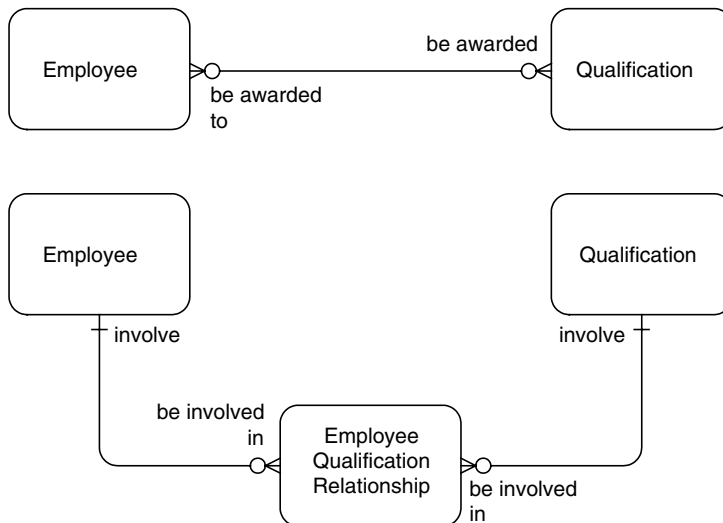 be awarded
Employee
Qualification
be awarded
to
Employee
Qualification
involve
involve
be involved
in
Employee
Qualification
Relationship
be involved
in